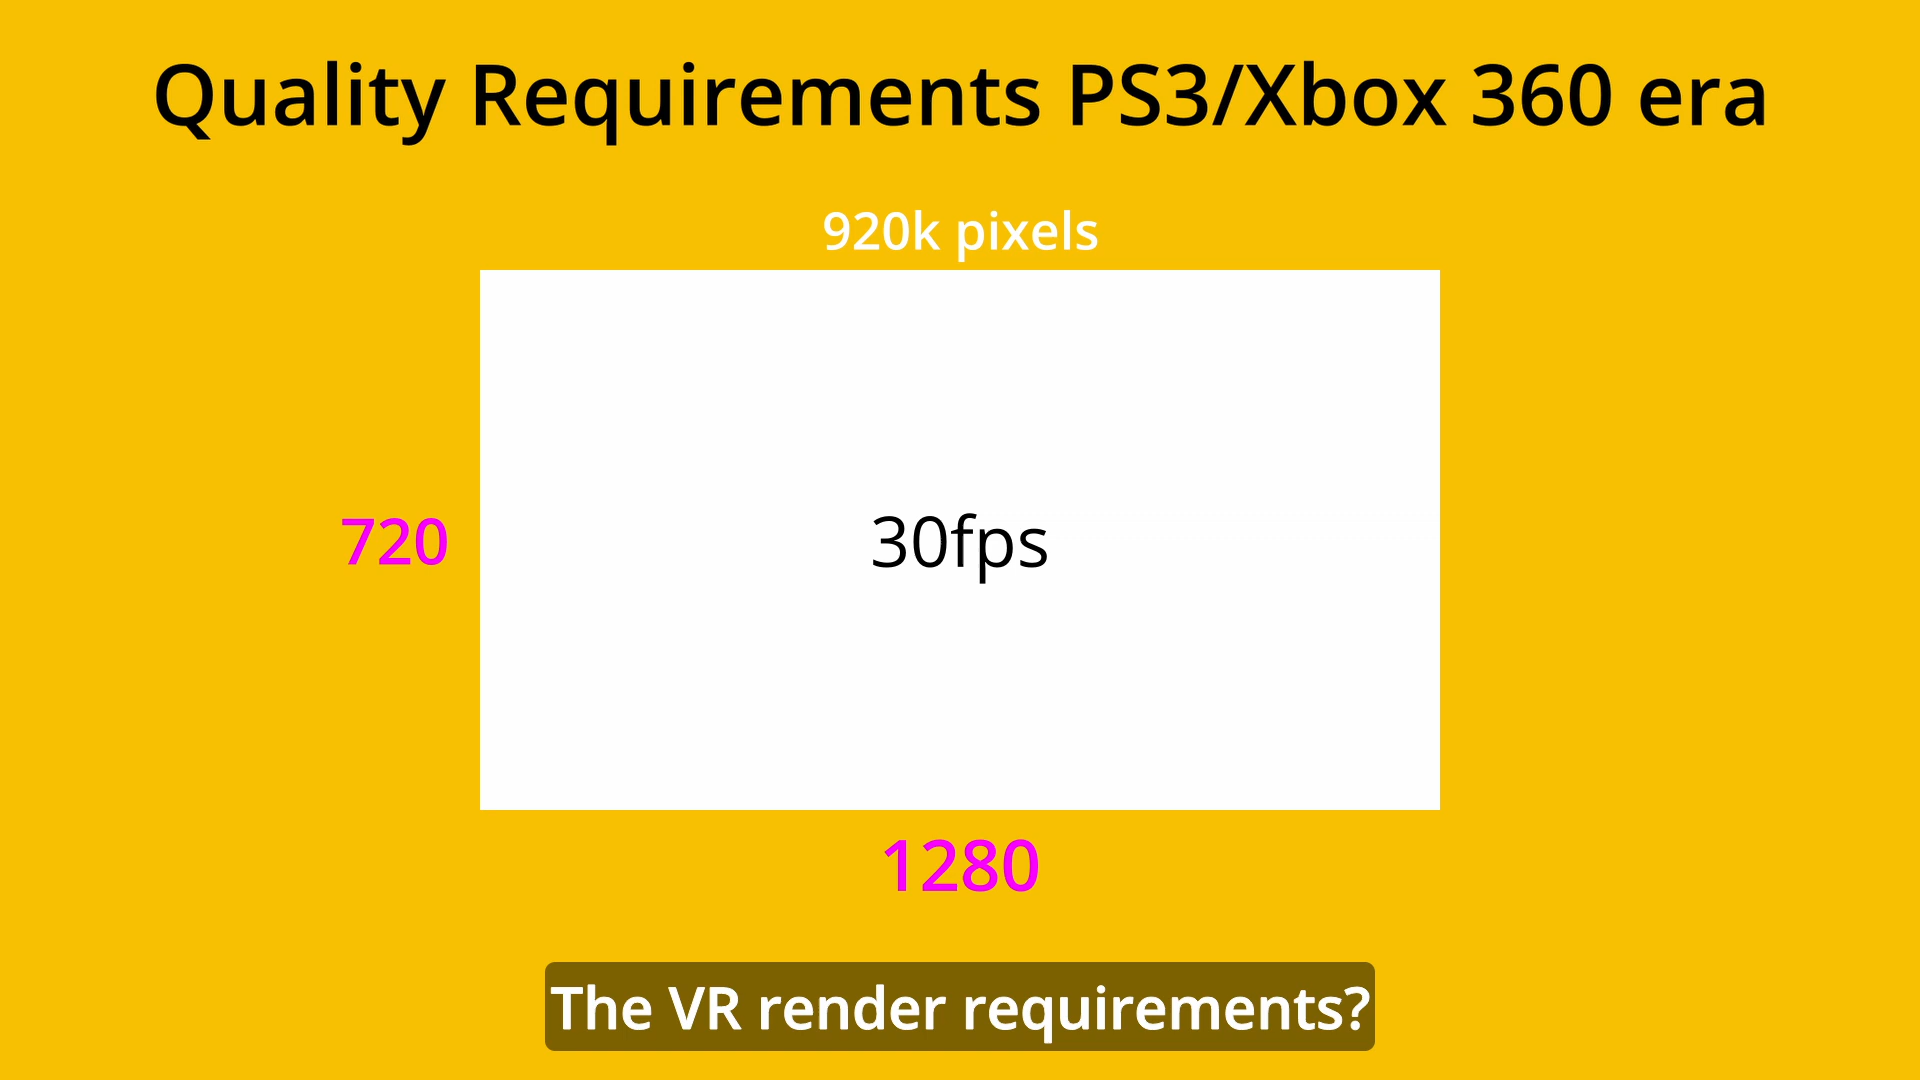 Quality Requirements PS3/Xbox 360 era
920k pixels
720
30fps
1280
The VR render requirements?